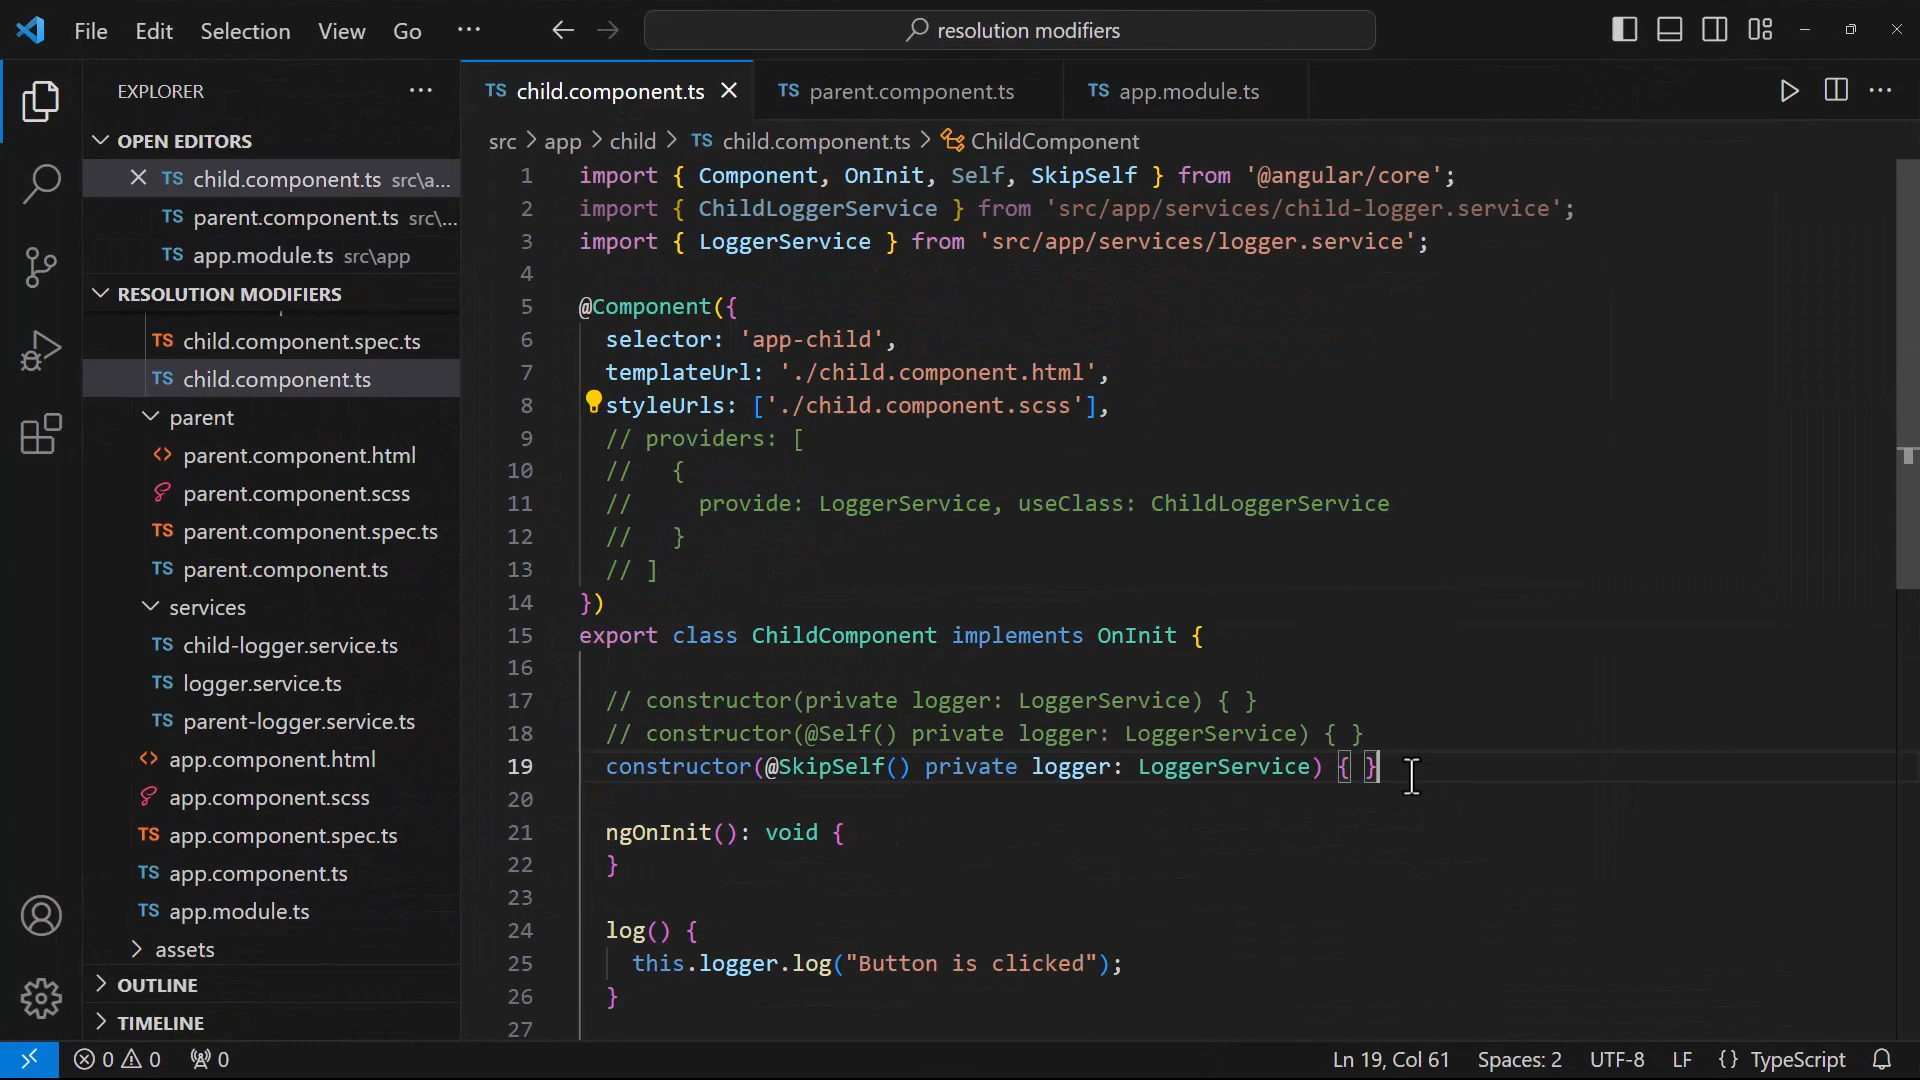 File Edit Selection View Go ··· resolution modifiers
EXPLORER ···
OPEN EDITORS
TS child.component.ts src\a...
TS parent.component.ts src\...
TS app.module.ts src\app
RESOLUTION MODIFIERS
TS child.component.spec.ts
TS child.component.ts
parent
<> parent.component.html
parent.component.scss
TS parent.component.spec.ts
TS parent.component.ts
services
TS child-logger.service.ts
TS logger.service.ts
TS parent-logger.service.ts
<> app.component.html
app.component.scss
TS app.component.spec.ts
TS app.component.ts
TS app.module.ts
assets
OUTLINE
TIMELINE
TS child.component.ts TS parent.component.ts TS app.module.ts
src > app > child > TS child.component.ts > ChildComponent
1 import { Component, OnInit, Self, SkipSelf } from '@angular/core';
2 import { ChildLoggerService } from 'src/app/services/child-logger.service';
3 import { LoggerService } from 'src/app/services/logger.service';
4
5 @Component({
6 selector: 'app-child',
7 templateUrl: './child.component.html',
8 styleUrls: ['./child.component.scss'],
9 // providers: [
10 // {
11 // provide: LoggerService, useClass: ChildLoggerService
12 // }
13 // ]
14 })
15 export class ChildComponent implements OnInit {
16
17 // constructor(private logger: LoggerService) { }
18 // constructor(@Self() private logger: LoggerService) { }
19 constructor(@SkipSelf() private logger: LoggerService) { }
20
21 ngOnInit(): void {
22 }
23
24 log() {
25 this.logger.log("Button is clicked");
26 }
27
0 0 0 Ln 19, Col 61 Spaces: 2 UTF-8 LF {} TypeScript